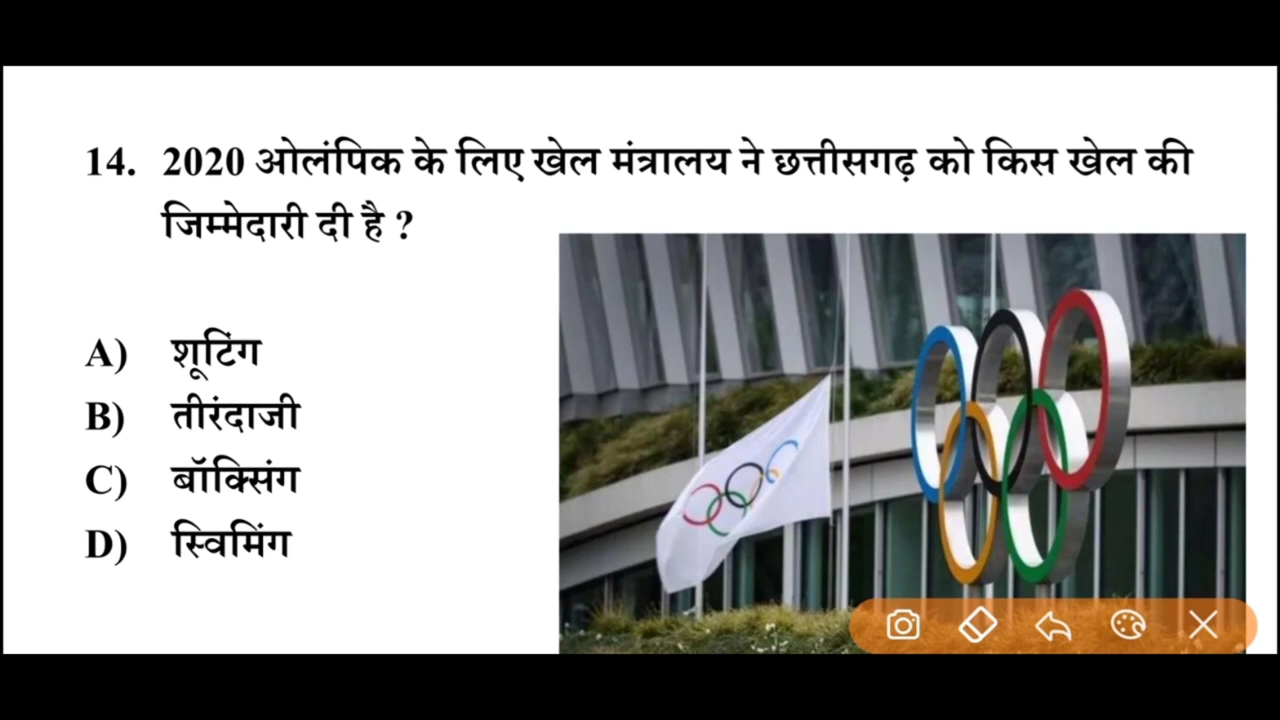 14. 2020 ओलंपिक के लिए खेल मंत्रालय ने छत्तीसगढ़ को किस खेल की
जिम्मेदारी दी है ?
A) शूटिंग
B) तीरंदाजी
C) बॉक्सिंग
D) स्विमिंग